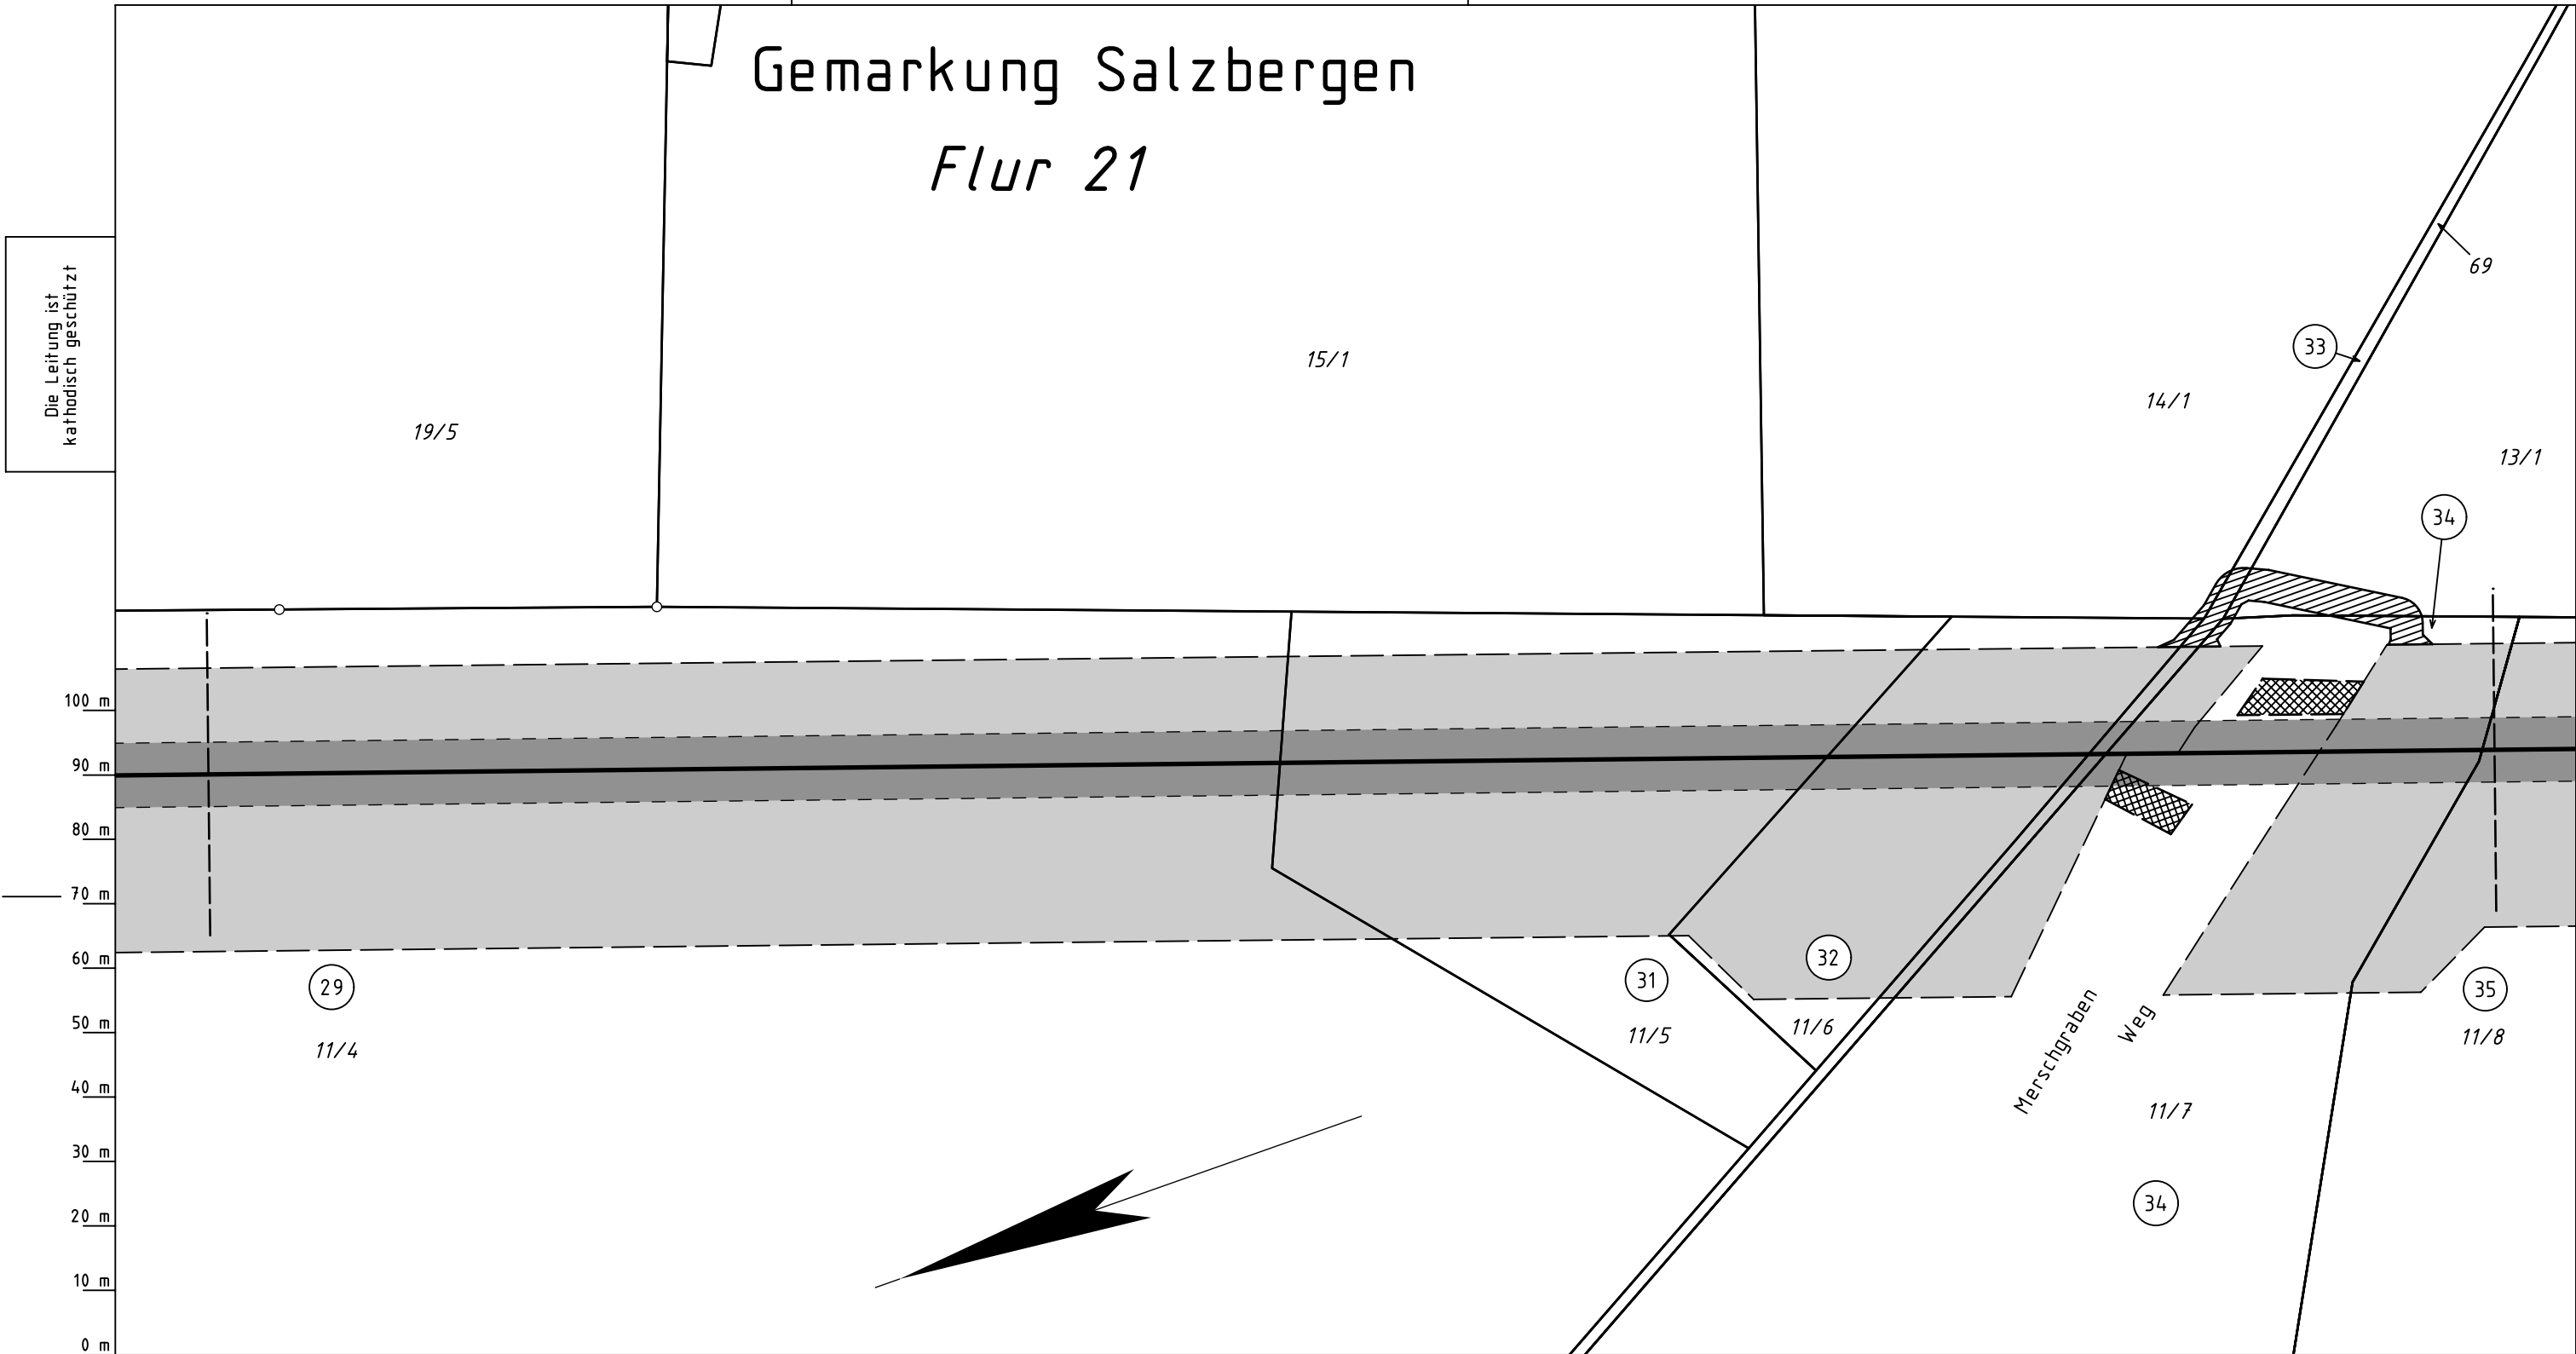 Gemarkung Salzbergen
Flur 21
Die Leitung ist
kathodisch geschützt
69
33
15/1
14/1
19/5
13/1
34
100 m
90 m
80 m
70 m
60 m
50 m
40 m
30 m
20 m
10 m
0 m
29
11/4
31
11/5
32
11/6
Merschgraben
Weg
11/7
34
35
11/8